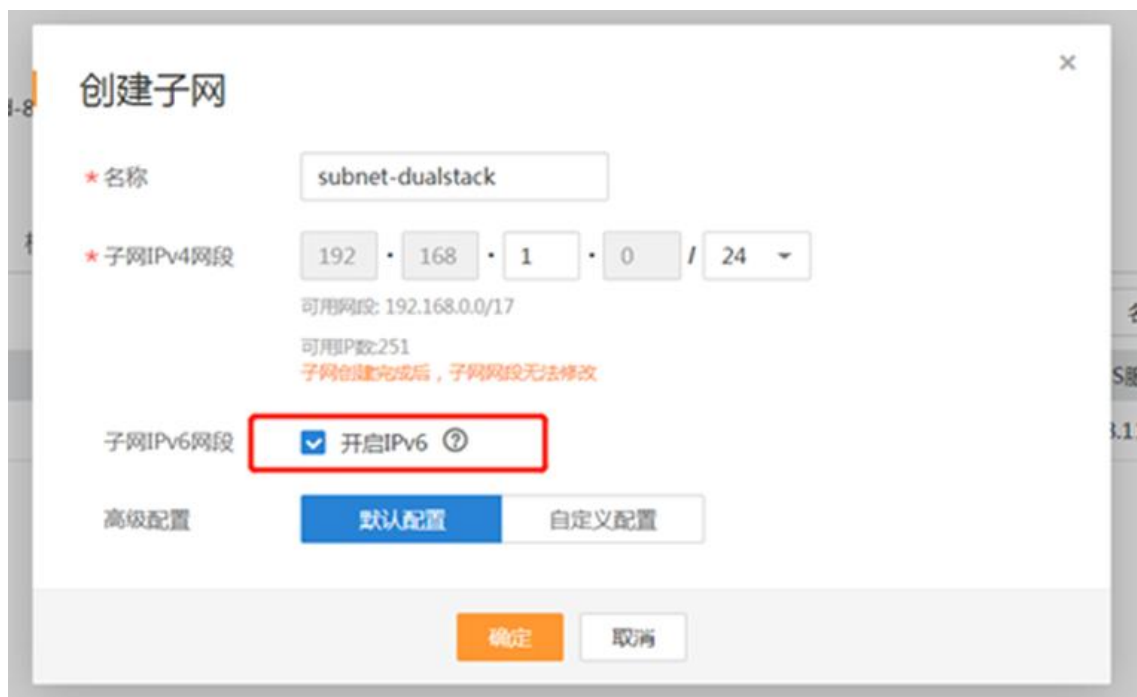 创建子网
×
* 名称 subnet-dualstack
* 子网IPv4网段 192 · 168 · 1 · 0 / 24
可用网段: 192.168.0.0/17
可用IP数:251
子网创建完成后，子网网段无法修改
子网IPv6网段 开启IPv6 ?
高级配置 默认配置 自定义配置
确定 取消